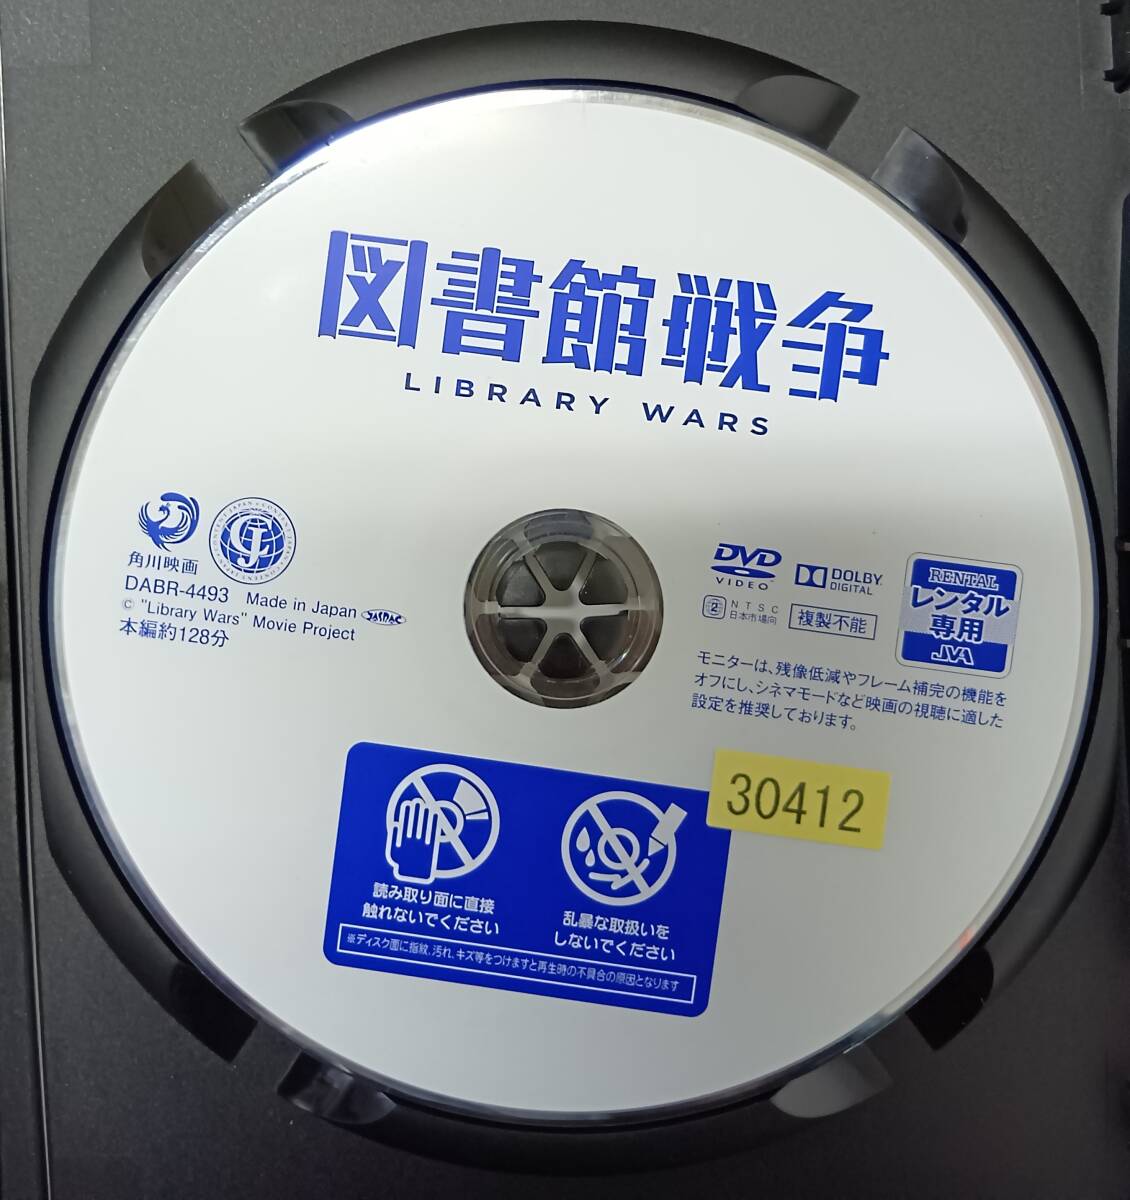 図書館戦争
LIBRARY WARS
角川映画
DABR-4493 Made in Japan JASRAC
© "Library Wars" Movie Project
本編約128分
DVD
VIDEO
DOLBY
DIGITAL
2 NTSC
日本市場向
複製不能
RENTAL
レンタル
専用
JVA
モニターは、残像低減やフレーム補完の機能を
オフにし、シネマモードなど映画の視聴に適した
設定を推奨しております。
30412
読み取り面に直接
触れないでください
乱暴な取扱いを
しないでください
※ディスク面に指紋、汚れ、キズ等をつけますと再生時の不具合の原因となります